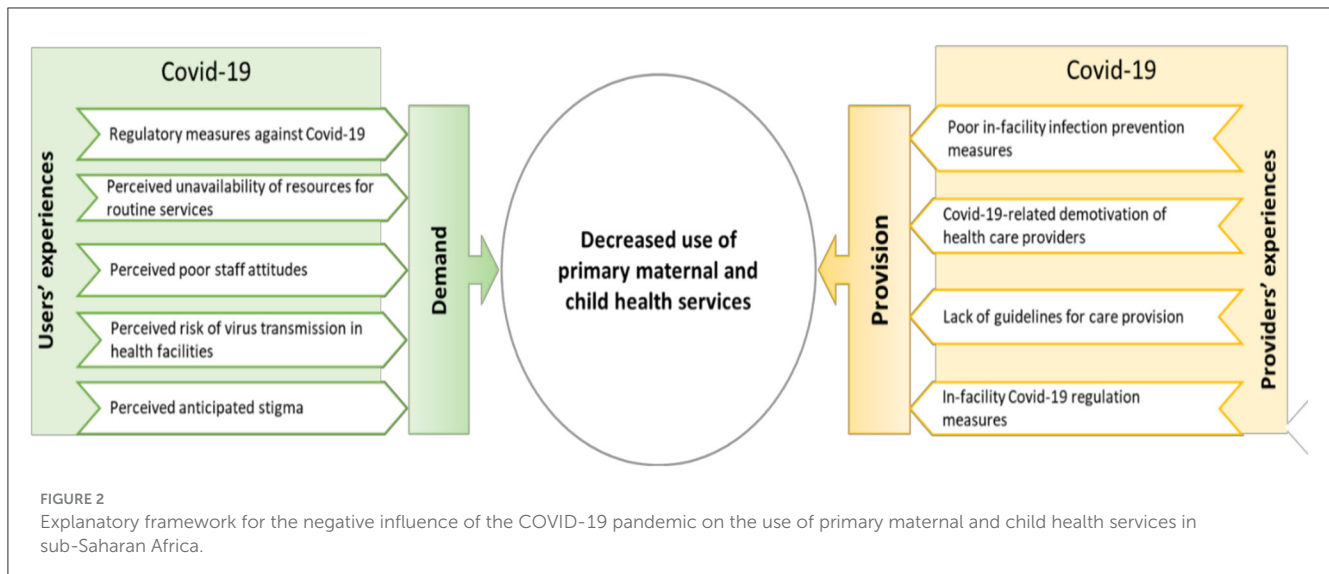 Covid-19
Users' experiences
Regulatory measures against Covid-19
Perceived unavailability of resources for
routine services
Perceived poor staff attitudes
Perceived risk of virus transmission in
health facilities
Perceived anticipated stigma
Demand
Decreased use of
primary maternal and
child health services
Provision
Covid-19
Poor in-facility infection prevention
measures
Covid-19-related demotivation of
health care providers
Lack of guidelines for care provision
In-facility Covid-19 regulation
measures
Providers' experiences
FIGURE 2
Explanatory framework for the negative influence of the COVID-19 pandemic on the use of primary maternal and child health services in
sub-Saharan Africa.